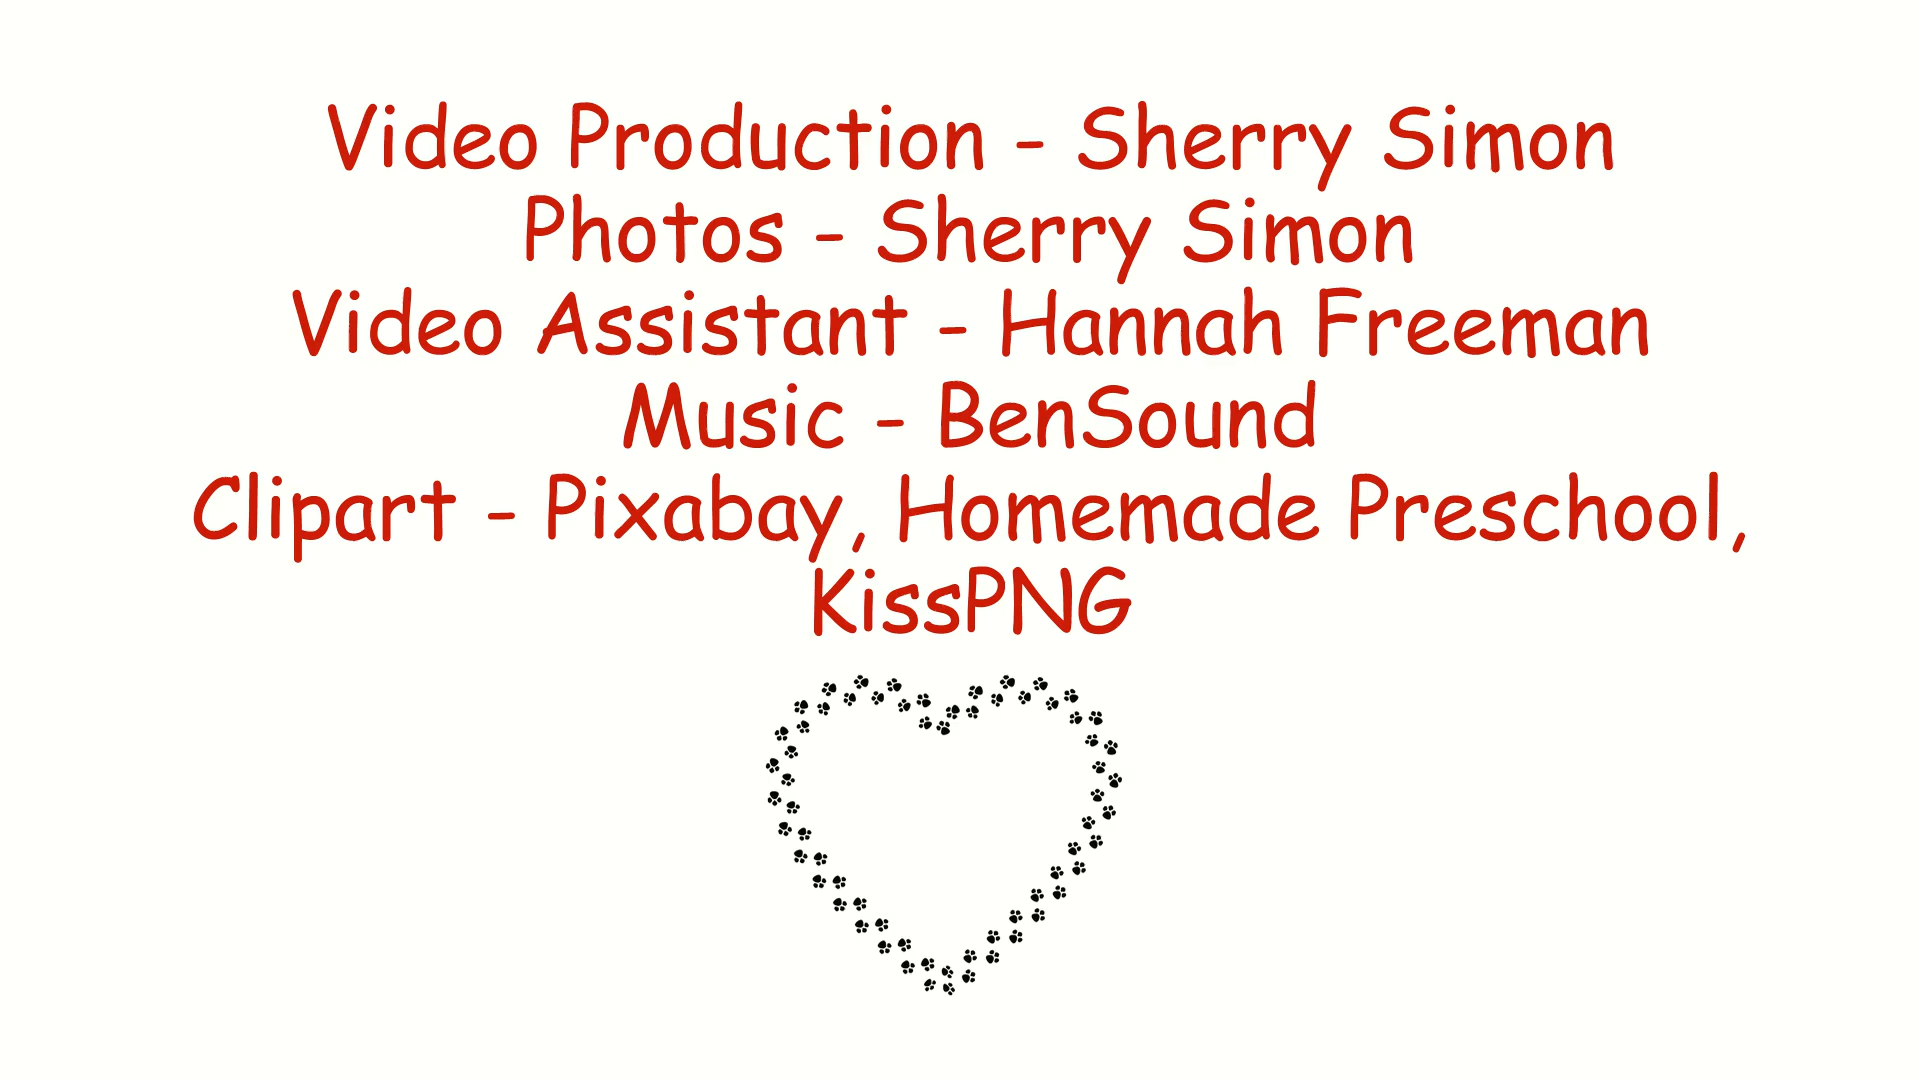 Video Production - Sherry Simon
Photos - Sherry Simon
Video Assistant - Hannah Freeman
Music - BenSound
Clipart - Pixabay, Homemade Preschool,
KissPNG